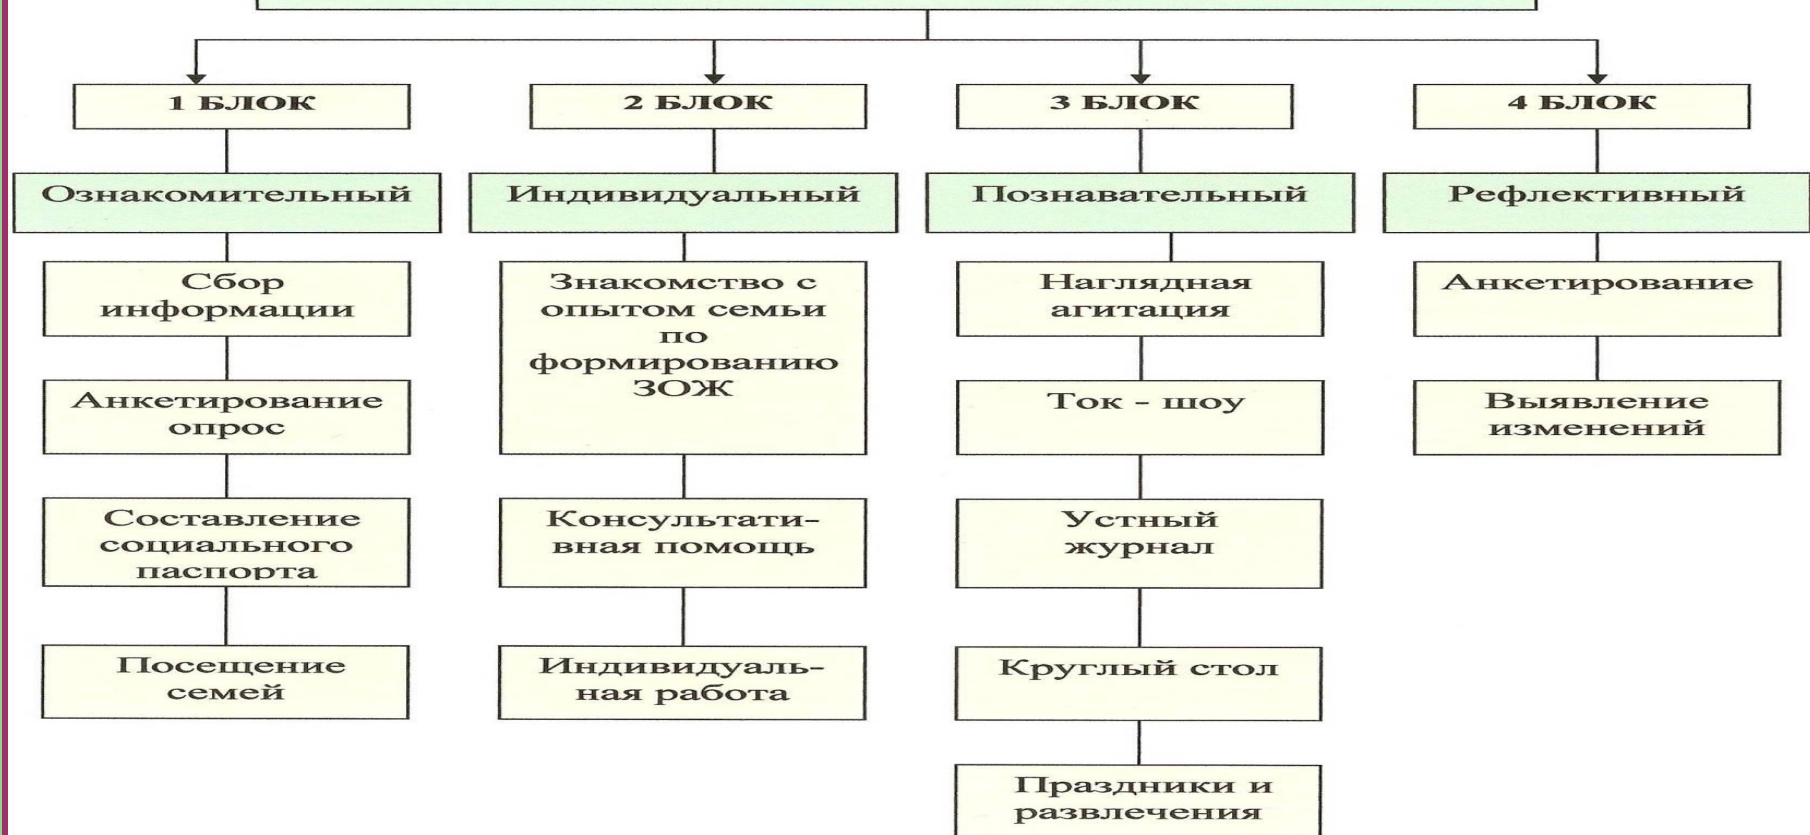 1 БЛОК
2 БЛОК
3 БЛОК
4 БЛОК
Ознакомительный
Индивидуальный
Познавательный
Рефлективный
Сбор
информации
Анкетирование
опрос
Составление
социального
паспорта
Посещение
семей
Знакомство с
опытом семьи
по
формированию
ЗОЖ
Консультати-
вная помощь
Индивидуаль-
ная работа
Наглядная
агитация
Ток - шоу
Устный
журнал
Круглый стол
Праздники и
развлечения
Анкетирование
Выявление
изменений